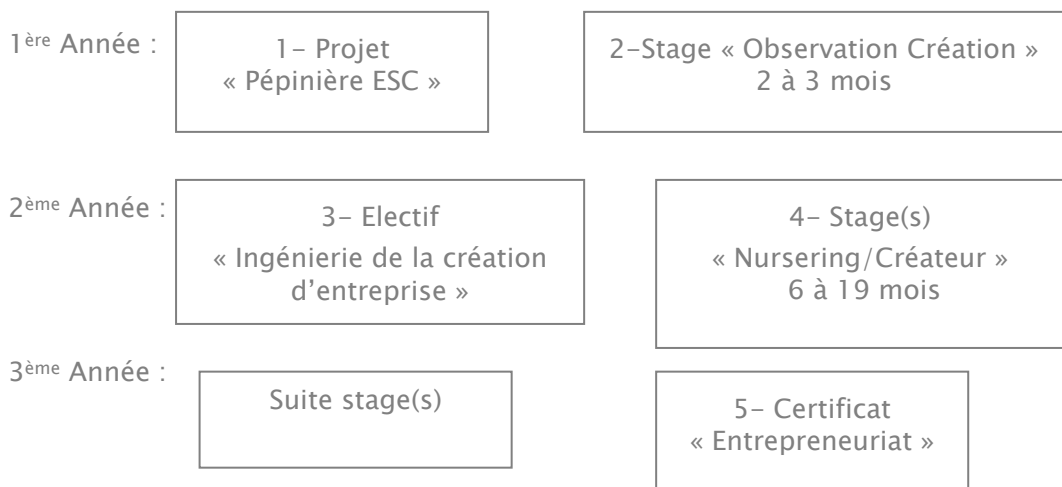 1ère Année :
1- Projet
« Pépinière ESC »
2-Stage « Observation Création »
2 à 3 mois
2ème Année :
3- Electif
« Ingénierie de la création
d'entreprise »
4- Stage(s)
« Nursering/Créateur »
6 à 19 mois
3ème Année :
Suite stage(s)
5- Certificat
« Entrepreneuriat »